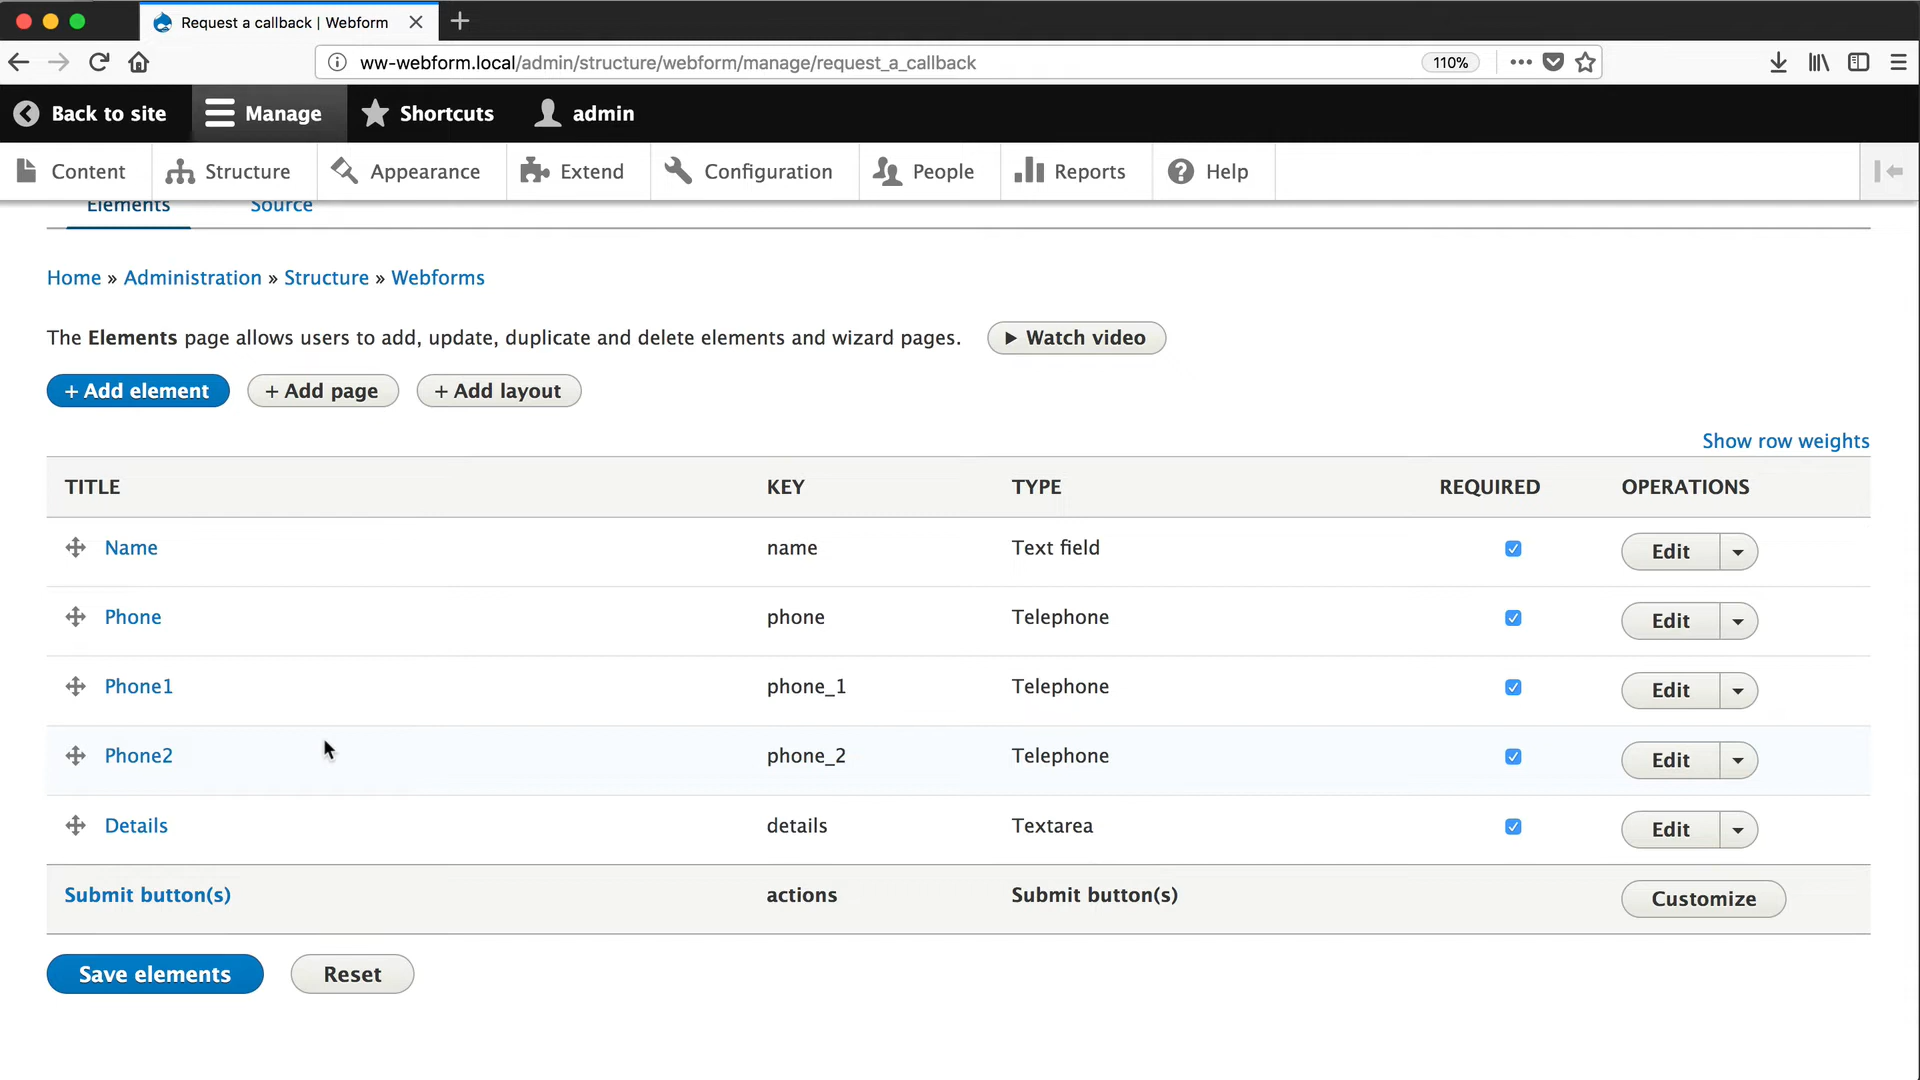 Request a callback | Webform
ww-webform.local/admin/structure/webform/manage/request_a_callback
110%
Back to site
Manage
Shortcuts
admin
Content
Structure
Appearance
Extend
Configuration
People
Reports
Help
Elements
Source
Home » Administration » Structure » Webforms
The Elements page allows users to add, update, duplicate and delete elements and wizard pages.
Watch video
+ Add element
+ Add page
+ Add layout
Show row weights
TITLE KEY TYPE REQUIRED OPERATIONS
Name name Text field Edit
Phone phone Telephone Edit
Phone1 phone_1 Telephone Edit
Phone2 phone_2 Telephone Edit
Details details Textarea Edit
Submit button(s) actions Submit button(s) Customize
Save elements
Reset